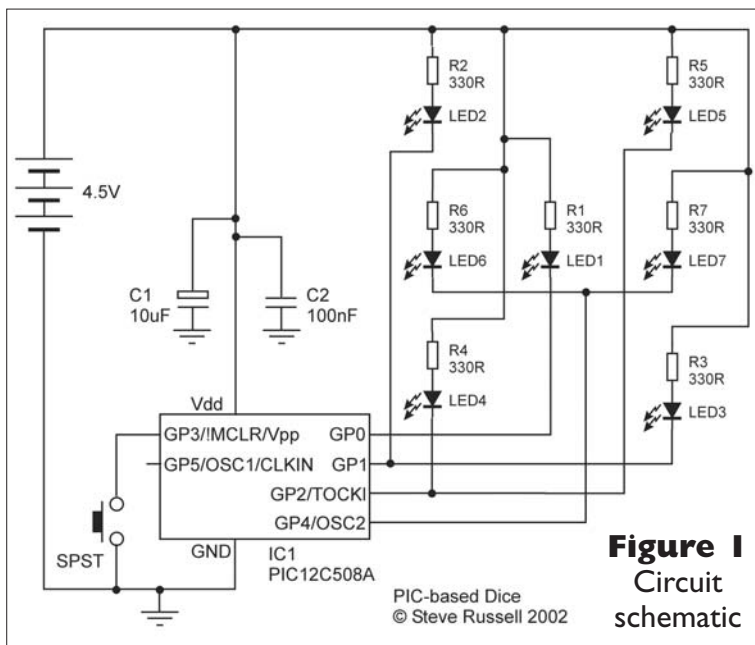 R2
330R
LED2
R5
330R
LED5
4.5V
R6
330R
LED6
R1
330R
LED1
R7
330R
LED7
C1
10uF
C2
100nF
R4
330R
LED4
R3
330R
LED3
Vdd
GP3/!MCLR/Vpp
GP0
GP5/OSC1/CLKIN
GP1
GP2/TOCKI
GP4/OSC2
GND
IC1
PIC12C508A
SPST
PIC-based Dice
© Steve Russell 2002
Figure 1
Circuit
schematic